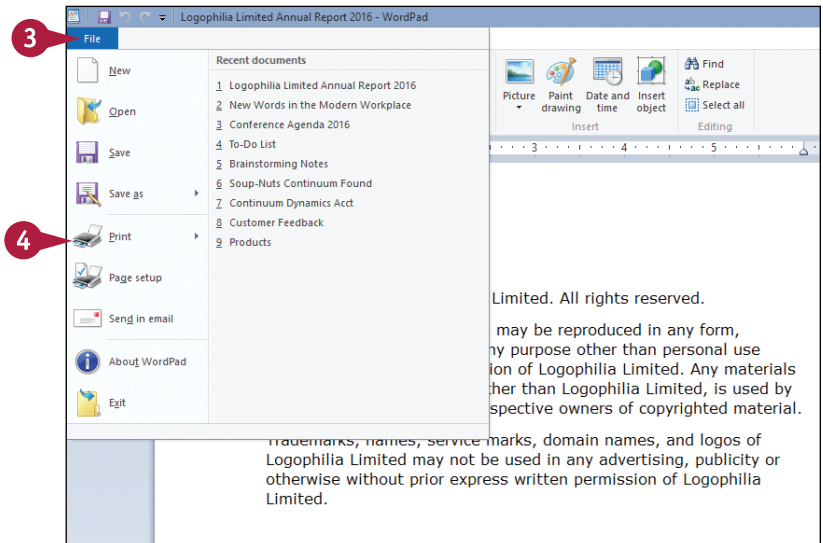 Logophilia Limited Annual Report 2016 - WordPad
3
File
New
Open
Save
Save as
4
Print
Page setup
Send in email
About WordPad
Exit
Recent documents
1 Logophilia Limited Annual Report 2016
2 New Words in the Modern Workplace
3 Conference Agenda 2016
4 To-Do List
5 Brainstorming Notes
6 Soup-Nuts Continuum Found
7 Continuum Dynamics Acct
8 Customer Feedback
9 Products
Picture
Paint drawing
Date and time
Insert object
Insert
Find
Replace
Select all
Editing
3 4 5
Limited. All rights reserved.
may be reproduced in any form,
purpose other than personal use
of Logophilia Limited. Any materials
than Logophilia Limited, is used by
owners of copyrighted material.
Trademarks, names, service marks, domain names, and logos of
Logophilia Limited may not be used in any advertising, publicity or
otherwise without prior express written permission of Logophilia
Limited.